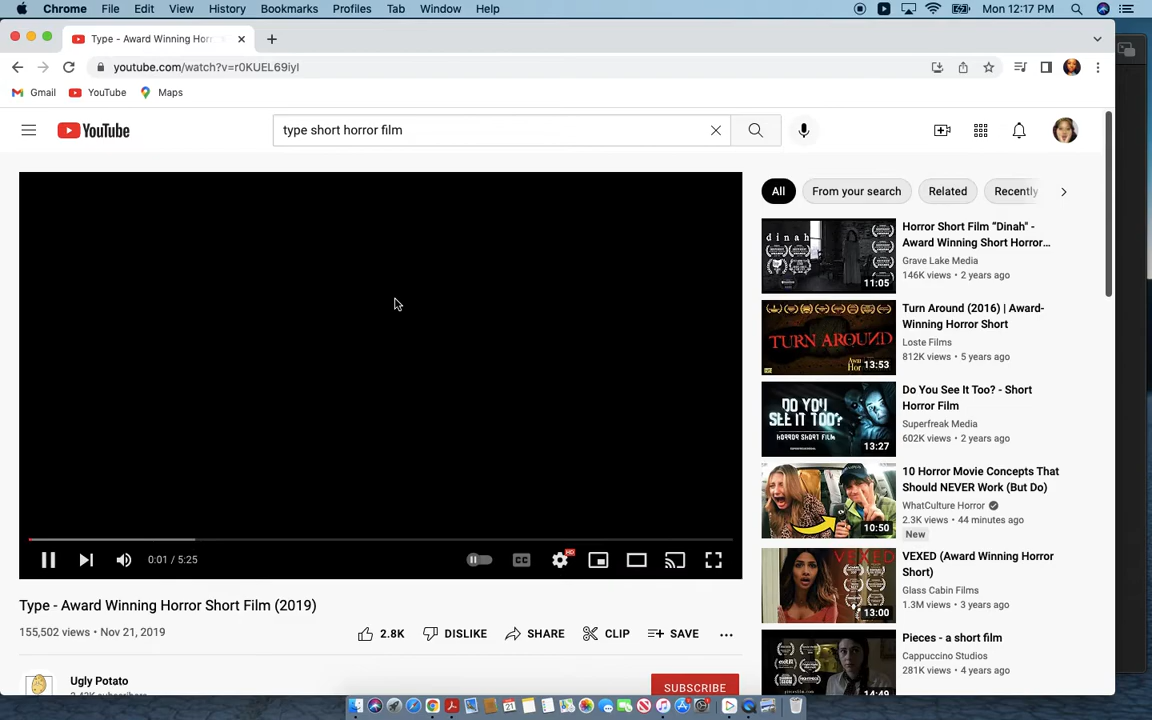 Chrome File Edit View History Bookmarks Profiles Tab Window Help Mon 12:17 PM
Type - Award Winning Hor
youtube.com/watch?v=r0KUEL69iyI
Gmail YouTube Maps
YouTube
type short horror film
All From your search Related Recently
dinah
11:05
Horror Short Film “Dinah” -
Award Winning Short Horror...
Grave Lake Media
146K views • 2 years ago
TURN AROUND
13:53
Turn Around (2016) | Award-
Winning Horror Short
Loste Films
812K views • 5 years ago
DO YOU
SEE IT TOO?
HORROR SHORT FILM
13:27
Do You See It Too? - Short
Horror Film
Superfreak Media
602K views • 2 years ago
10:50
10 Horror Movie Concepts That
Should NEVER Work (But Do)
WhatCulture Horror
2.3K views • 44 minutes ago
New
VEXED
13:00
VEXED (Award Winning Horror
Short)
Glass Cabin Films
1.3M views • 3 years ago
14:49
Pieces - a short film
Cappuccino Studios
281K views • 4 years ago
0:01 / 5:25
CC
HD
Type - Award Winning Horror Short Film (2019)
155,502 views • Nov 21, 2019
2.8K DISLIKE SHARE CLIP SAVE
Ugly Potato
SUBSCRIBE